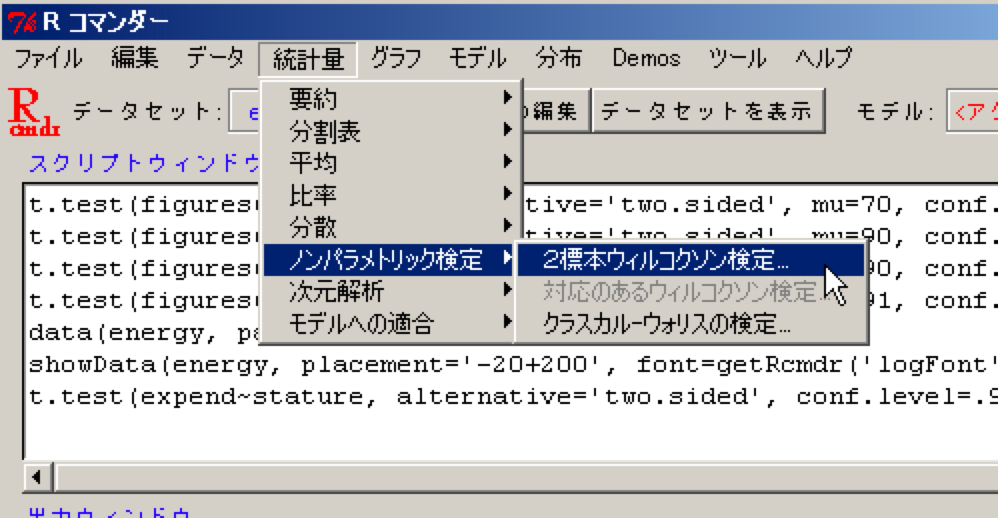 R コマンダー
ファイル 編集 データ 統計量 グラフ モデル 分布 Demos ツール ヘルプ
R cmdr データセット: e の編集 データセットを表示 モデル: <ア
スクリプトウィンドウ
要約
分割表
平均
比率
分散
ノンパラメトリック検定
次元解析
モデルへの適合
2標本ウィルコクソン検定...
対応のあるウィルコクソン検定...
クラスカル-ウォリスの検定...
t.test(figures tive='two.sided', mu=70, conf.
t.test(figures tive='two.sided', mu=90, conf.
t.test(figures 90, conf.
t.test(figures 91, conf.
data(energy, pa
showData(energy, placement='-20+200', font=getRcmdr('logFont'
t.test(expend~stature, alternative='two.sided', conf.level=.9
出力ウィンドウ